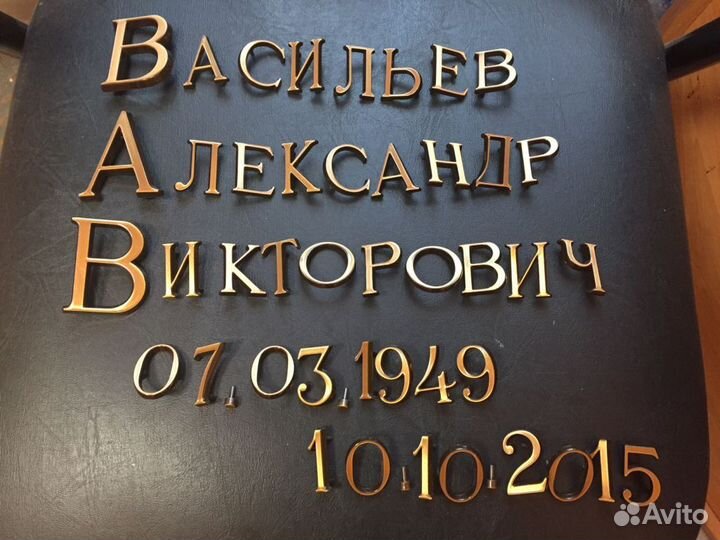 Васильев
Александр
Викторович
07.03.1949
10.10.2015
Avito